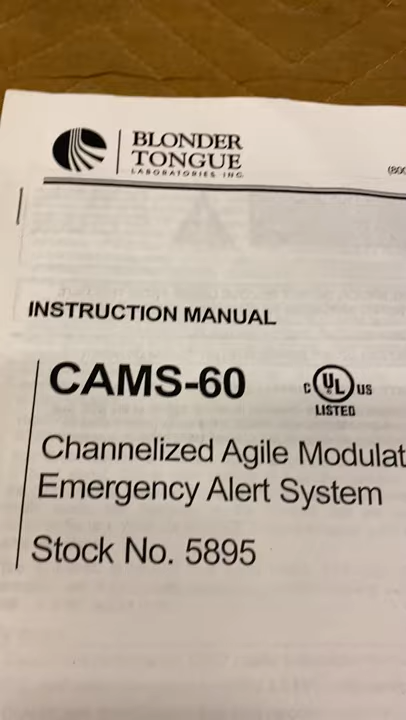 BLONDER
TONGUE
LABORATORIES INC
(800
INSTRUCTION MANUAL
CAMS-60
C UL US
LISTED
Channelized Agile Modulat
Emergency Alert System
Stock No. 5895